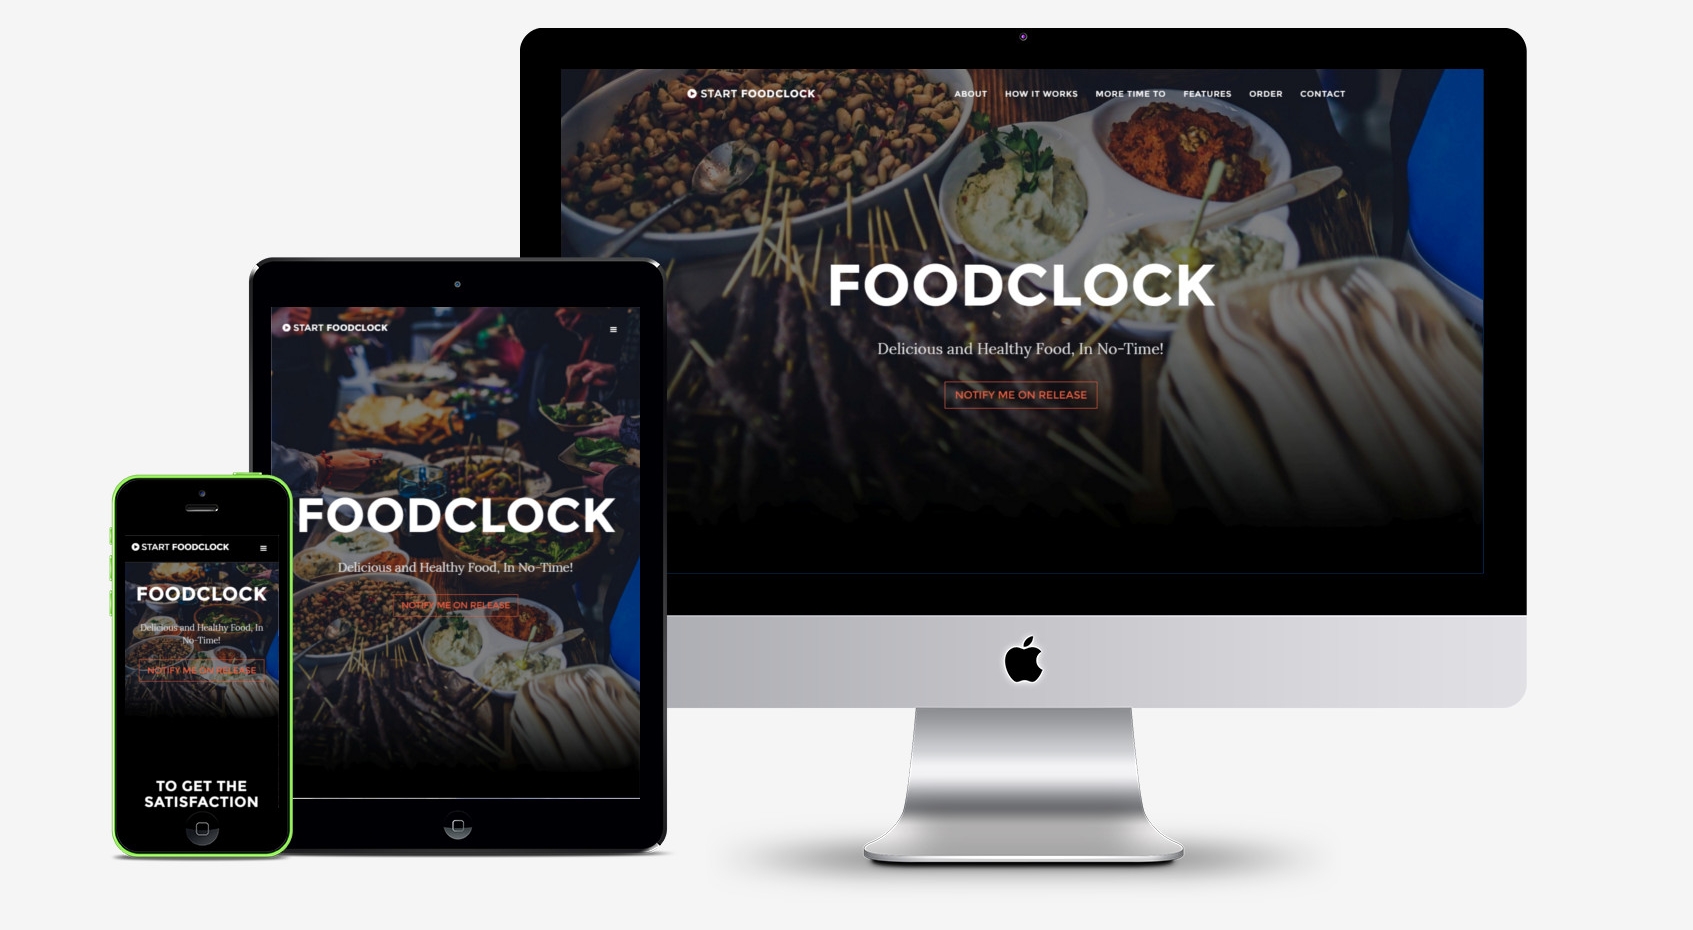 START FOODCLOCK
ABOUT HOW IT WORKS MORE TIME TO FEATURES ORDER CONTACT
FOODCLOCK
Delicious and Healthy Food, In No-Time!
NOTIFY ME ON RELEASE
START FOODCLOCK
FOODCLOCK
Delicious and Healthy Food, In No-Time!
NOTIFY ME ON RELEASE
START FOODCLOCK
FOODCLOCK
Delicious and Healthy Food, In
No-Time!
NOTIFY ME ON RELEASE
TO GET THE
SATISFACTION